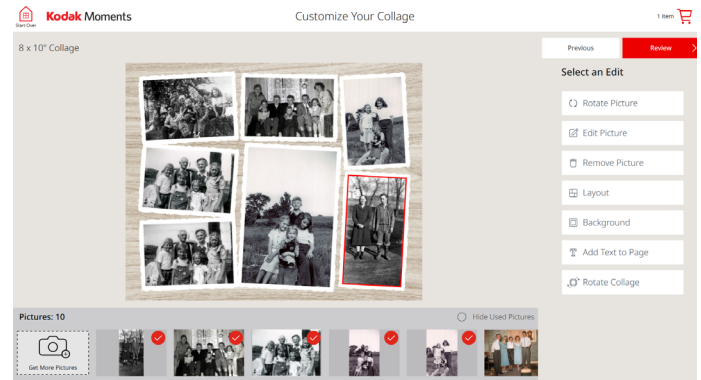 Start Over
Kodak Moments
Customize Your Collage
1 item
8 x 10" Collage
Previous
Review
Select an Edit
Rotate Picture
Edit Picture
Remove Picture
Layout
Background
Add Text to Page
Rotate Collage
Pictures: 10
Hide Used Pictures
Get More Pictures